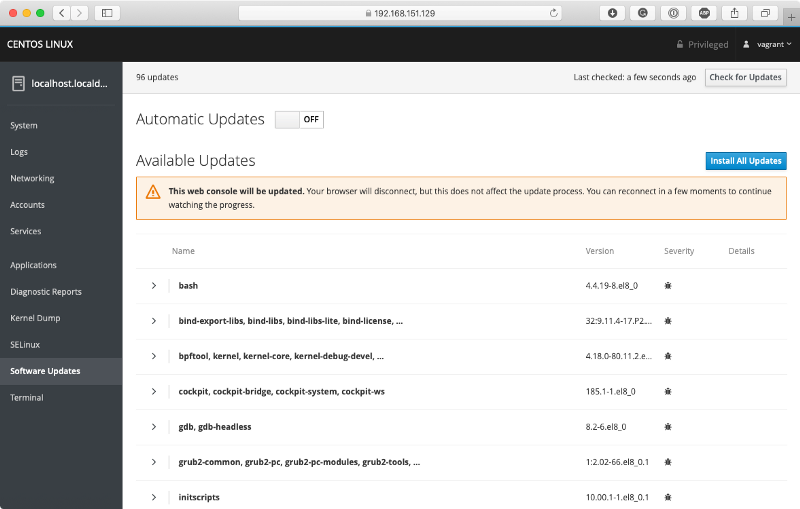 192.168.151.129
ABP
CENTOS LINUX
Privileged
vagrant
localhost.locald...
96 updates
Last checked: a few seconds ago
Check for Updates
System
Logs
Networking
Accounts
Services
Applications
Diagnostic Reports
Kernel Dump
SELinux
Software Updates
Terminal
Automatic Updates
OFF
Available Updates
Install All Updates
This web console will be updated. Your browser will disconnect, but this does not affect the update process. You can reconnect in a few moments to continue
watching the progress.
Name Version Severity Details
bash 4.4.19-8.el8_0
bind-export-libs, bind-libs, bind-libs-lite, bind-license, ... 32:9.11.4-17.P2....
bpftool, kernel, kernel-core, kernel-debug-devel, ... 4.18.0-80.11.2.e...
cockpit, cockpit-bridge, cockpit-system, cockpit-ws 185.1-1.el8_0
gdb, gdb-headless 8.2-6.el8_0
grub2-common, grub2-pc, grub2-pc-modules, grub2-tools, ... 1:2.02-66.el8_0.1
initscripts 10.00.1-1.el8_0.1